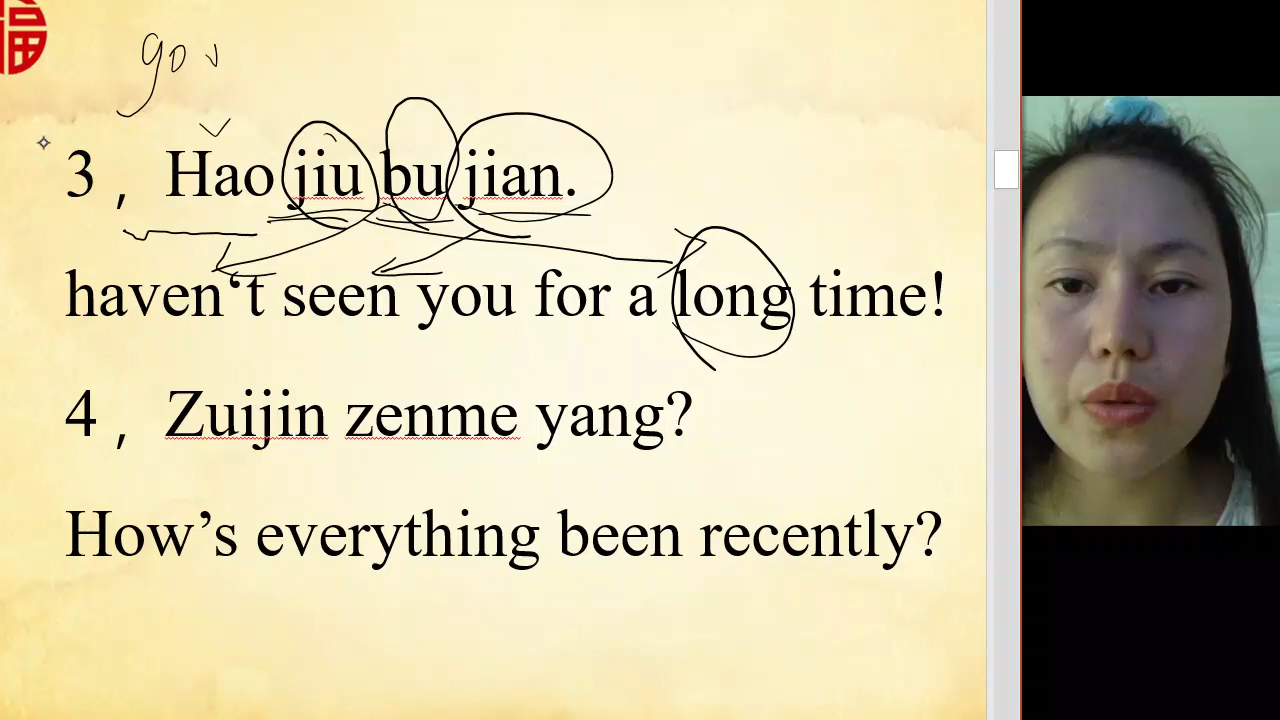 福
go
3， Hao jiu bu jian.
haven‘t seen you for a long time!
4， Zuijin zenme yang?
How’s everything been recently?